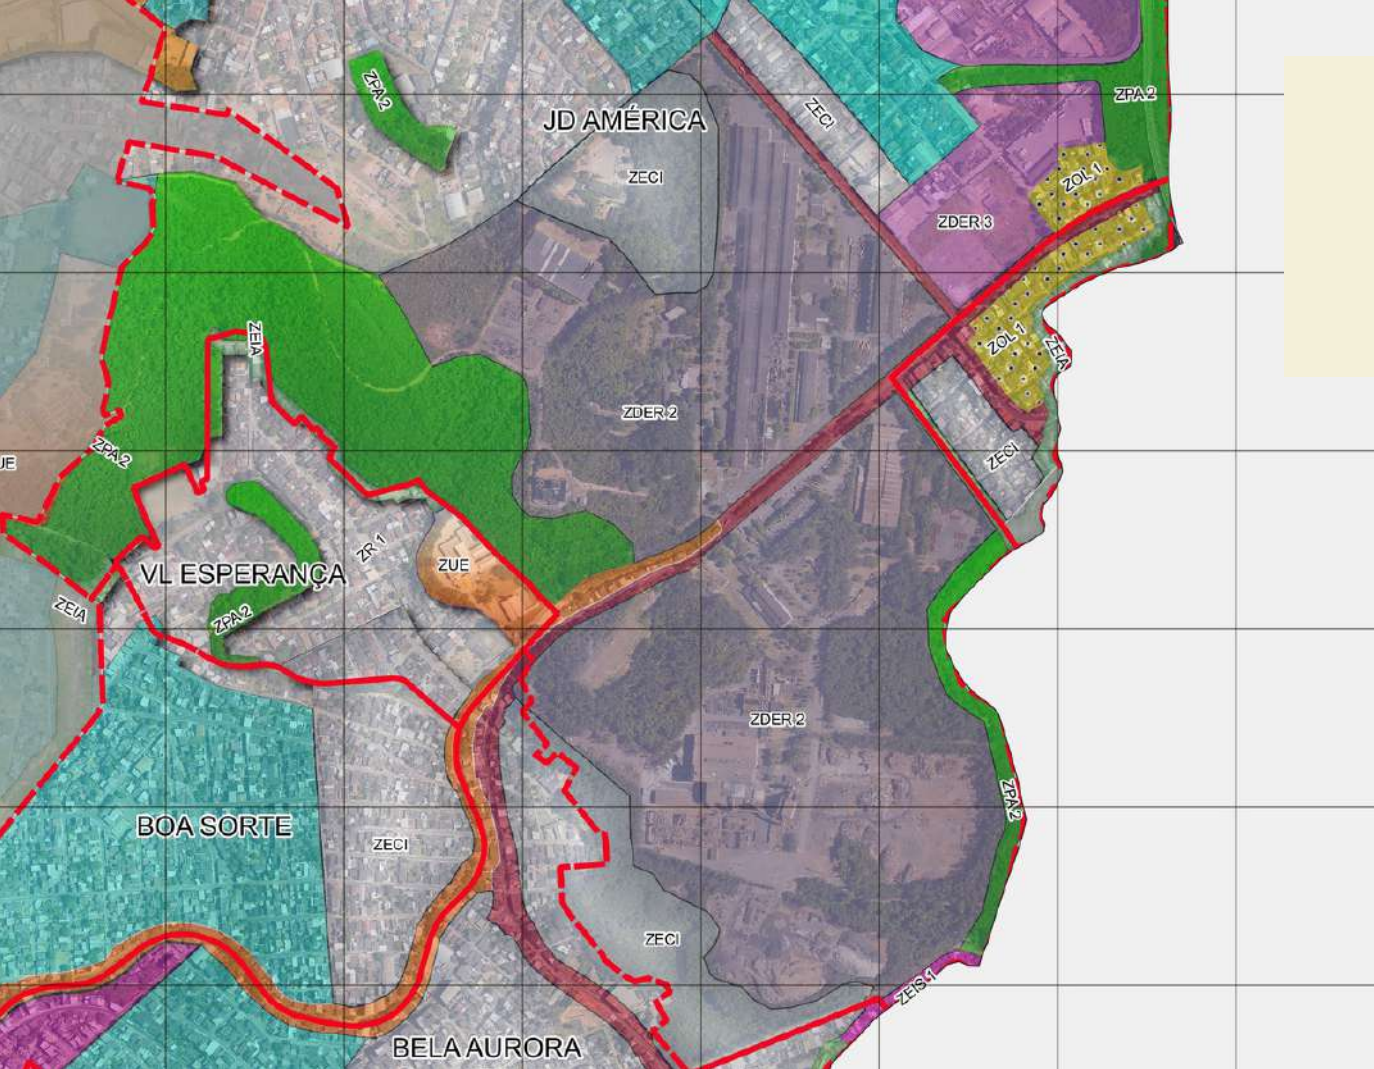 ZPA 2
ZPA 2
JD AMÉRICA
ZECI
ZECI
ZOL 1
ZDER 3
ZEIA
ZOL 1
ZEIA
ZDER 2
ZPA 2
UE
ZECI
ZR 1
ZUE
VL ESPERANÇA
ZEIA
ZPA 2
ZDER 2
ZPA 2
BOA SORTE
ZECI
ZECI
ZEIS 1
BELA AURORA